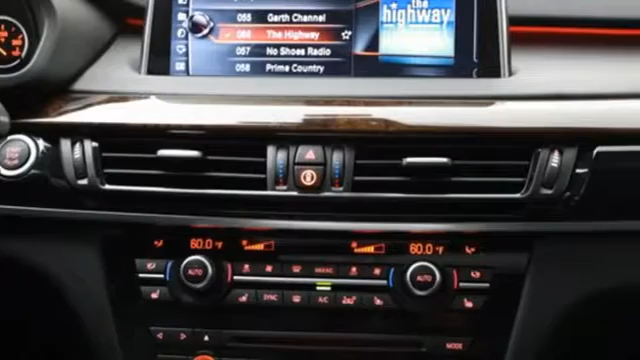 055 Garth Channel
the
highway
066 The Highway
057 No Shoes Radio
058 Prime Country
60.0 °F
60.0 °F
AUTO
AUTO
SYNC
A/C
MODE